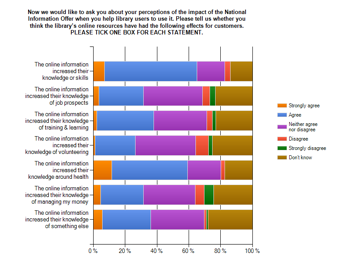 Now we would like to ask you about your perceptions of the impact of the National
Information Offer when you help library users to use it. Please tell us whether you
think the library's online resources have had the following effects for customers.
PLEASE TICK ONE BOX FOR EACH STATEMENT.
The online information
increased their
knowledge or skills
The online information
increased their knowledge
of job prospects
The online information
increased their knowledge
of training & learning
The online information
increased their
knowledge of volunteering
The online information
increased their
knowledge around health
The online information
increased their knowledge
of managing my money
The online information
increased their knowledge
of something else
0 %
20 %
40 %
60 %
80 %
100 %
Strongly agree
Agree
Neither agree
nor disagree
Disagree
Strongly disagree
Don't know